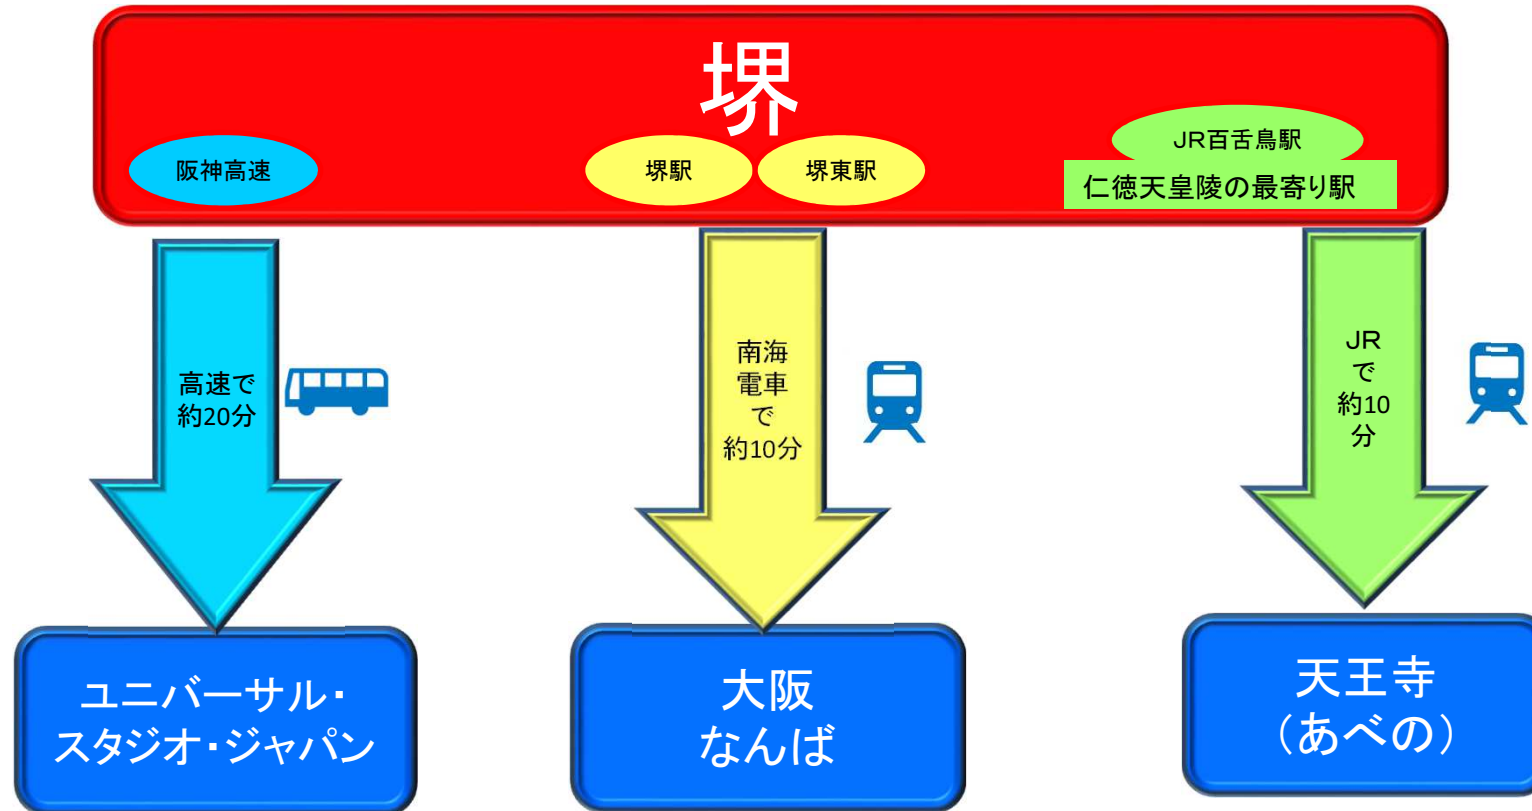 堺
阪神高速
堺駅
堺東駅
JR百舌鳥駅
仁徳天皇陵の最寄り駅
高速で
約20分
南海
電車
で
約10分
JR
で
約10
分
ユニバーサル・
スタジオ・ジャパン
大阪
なんば
天王寺
（あべの）